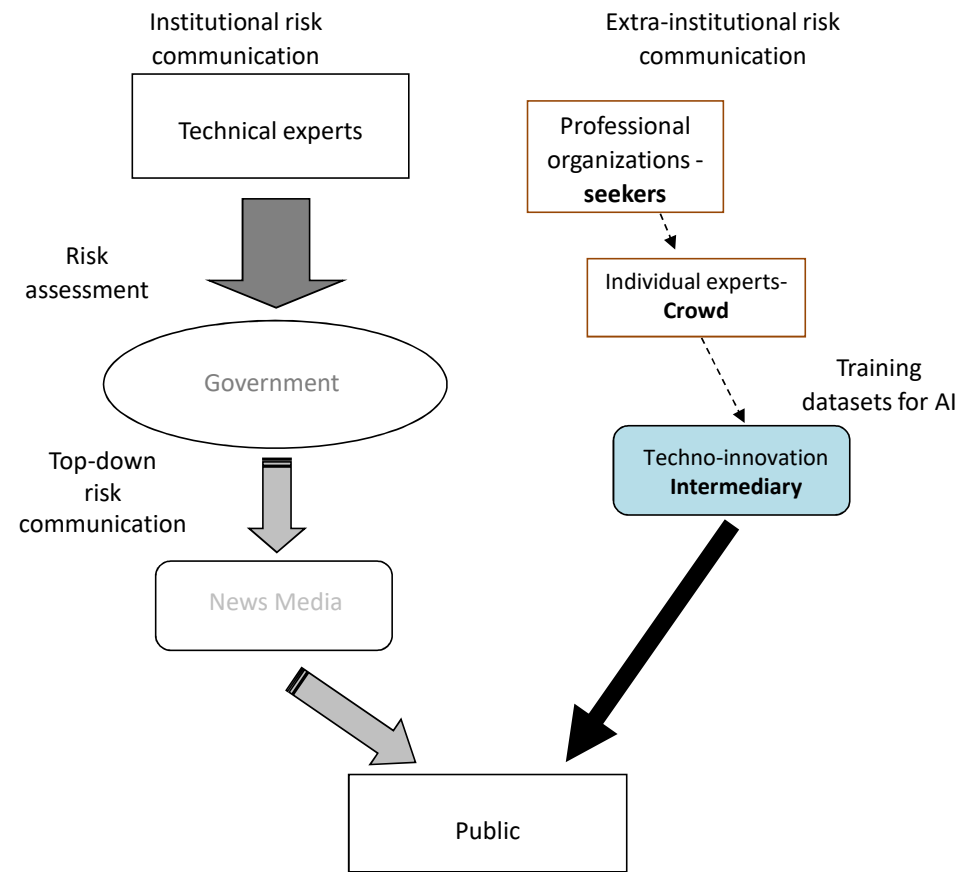 Institutional risk
communication
Technical experts
Risk
assessment
Government
Top-down
risk
communication
News Media
Extra-institutional risk
communication
Professional
organizations -
seekers
Individual experts-
Crowd
Training
datasets for AI
Techno-innovation
Intermediary
Public